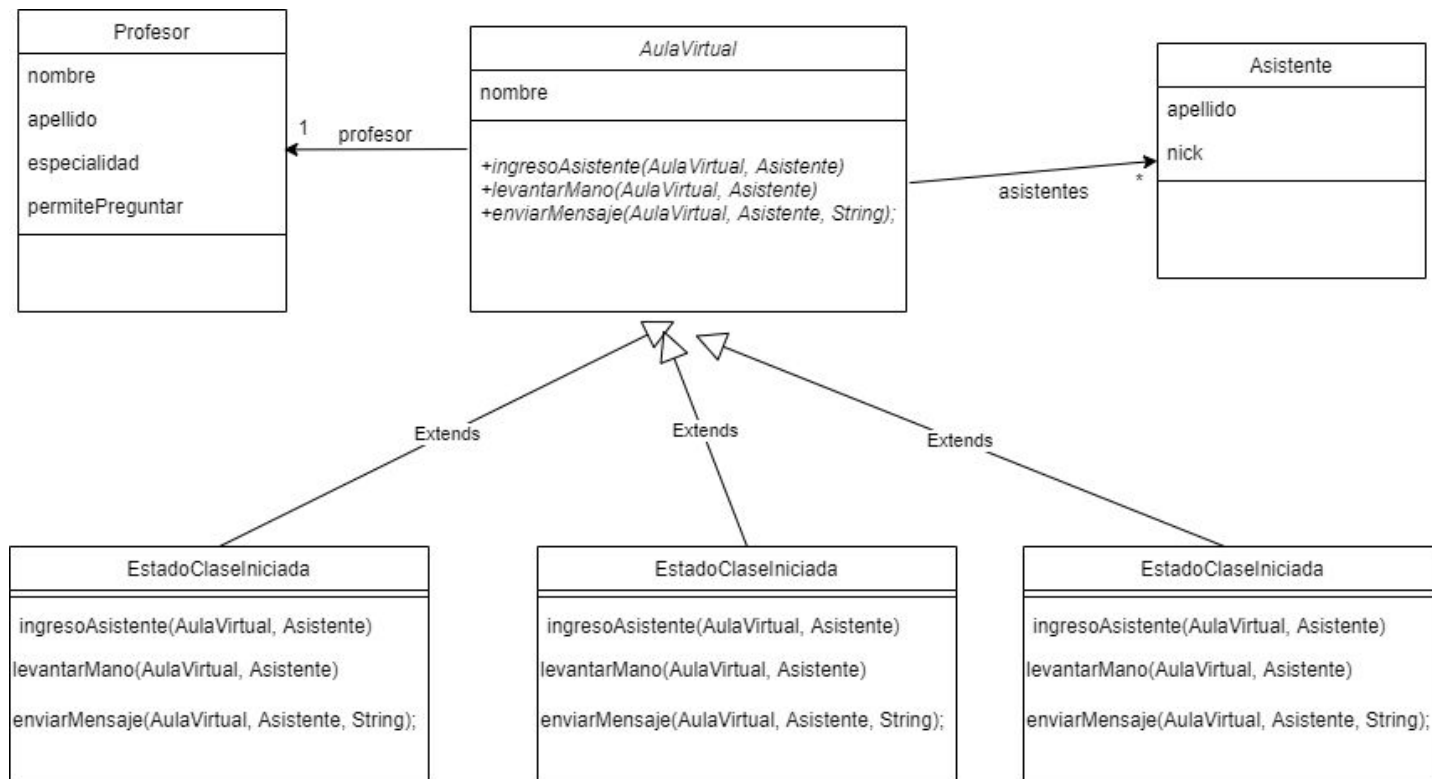 Profesor
nombre
apellido
especialidad
permitePreguntar
1
profesor
AulaVirtual
nombre
+ingresoAsistente(AulaVirtual, Asistente)
+levantarMano(AulaVirtual, Asistente)
+enviarMensaje(AulaVirtual, Asistente, String);
asistentes
*
Asistente
apellido
nick
Extends
Extends
Extends
EstadoClaseIniciada
ingresoAsistente(AulaVirtual, Asistente)
levantarMano(AulaVirtual, Asistente)
enviarMensaje(AulaVirtual, Asistente, String);
EstadoClaseIniciada
ingresoAsistente(AulaVirtual, Asistente)
levantarMano(AulaVirtual, Asistente)
enviarMensaje(AulaVirtual, Asistente, String);
EstadoClaseIniciada
ingresoAsistente(AulaVirtual, Asistente)
levantarMano(AulaVirtual, Asistente)
enviarMensaje(AulaVirtual, Asistente, String);